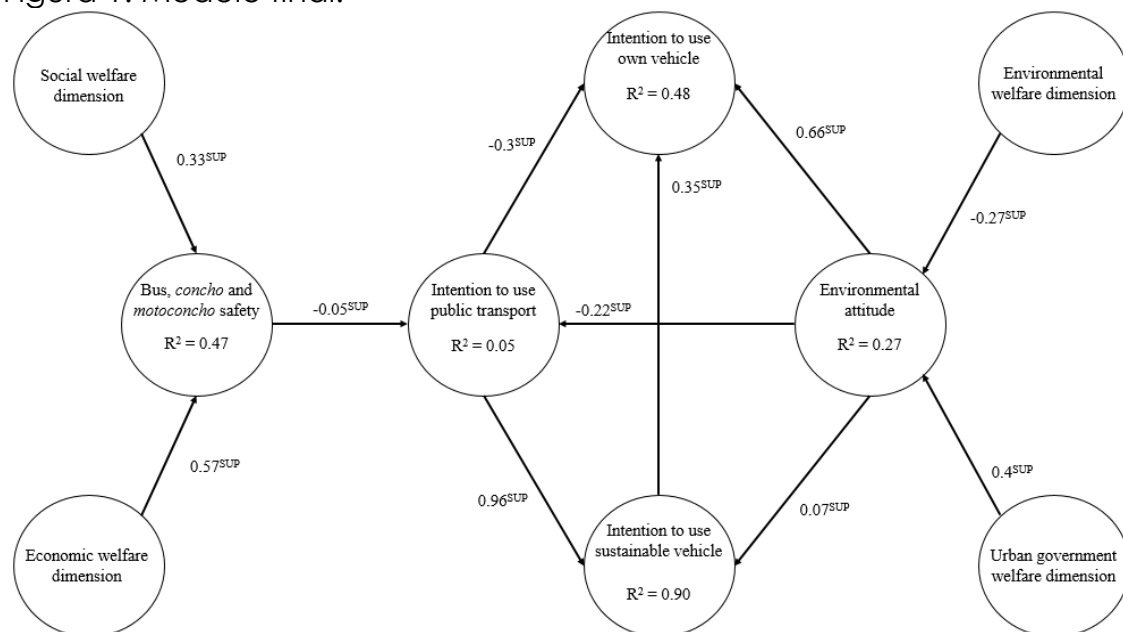 Figura 1. Modelo final.
Social welfare
dimension
Intention to use
own vehicle
R² = 0.48
Environmental
welfare dimension
0.33SUP
-0.3SUP
0.66SUP
0.35SUP
-0.27SUP
Bus, concho and
motoconcho safety
R² = 0.47
-0.05SUP
Intention to use
public transport
R² = 0.05
-0.22SUP
Environmental
attitude
R² = 0.27
0.57SUP
0.96SUP
0.07SUP
0.4SUP
Economic welfare
dimension
Intention to use
sustainable vehicle
R² = 0.90
Urban government
welfare dimension